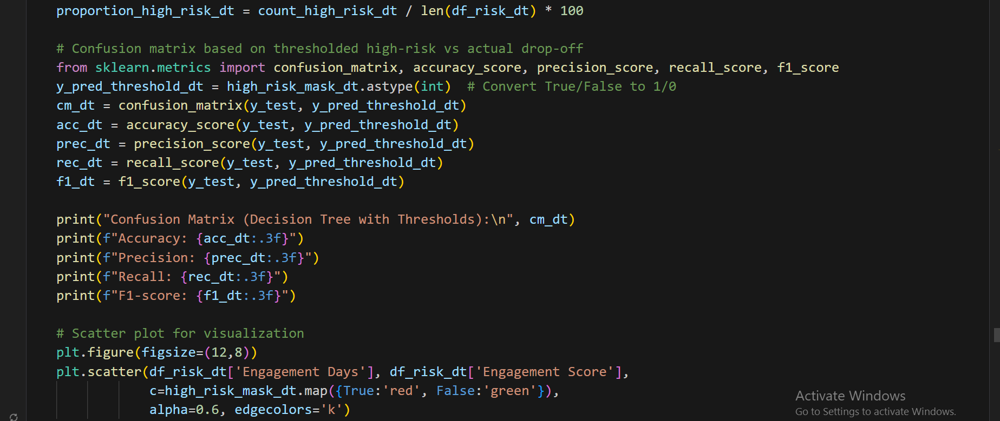 proportion_high_risk_dt = count_high_risk_dt / len(df_risk_dt) * 100
# Confusion matrix based on thresholded high-risk vs actual drop-off
from sklearn.metrics import confusion_matrix, accuracy_score, precision_score, recall_score, f1_score
y_pred_threshold_dt = high_risk_mask_dt.astype(int)  # Convert True/False to 1/0
cm_dt = confusion_matrix(y_test, y_pred_threshold_dt)
acc_dt = accuracy_score(y_test, y_pred_threshold_dt)
prec_dt = precision_score(y_test, y_pred_threshold_dt)
rec_dt = recall_score(y_test, y_pred_threshold_dt)
f1_dt = f1_score(y_test, y_pred_threshold_dt)
print("Confusion Matrix (Decision Tree with Thresholds):\n", cm_dt)
print(f"Accuracy: {acc_dt:.3f}")
print(f"Precision: {prec_dt:.3f}")
print(f"Recall: {rec_dt:.3f}")
print(f"F1-score: {f1_dt:.3f}")
# Scatter plot for visualization
plt.figure(figsize=(12,8))
plt.scatter(df_risk_dt['Engagement Days'], df_risk_dt['Engagement Score'],
            c=high_risk_mask_dt.map({True:'red', False:'green'}),
            alpha=0.6, edgecolors='k')
Activate Windows
Go to Settings to activate Windows.